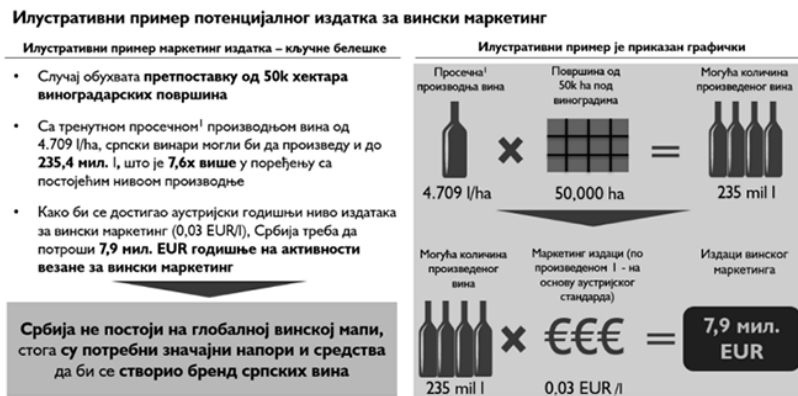 Илустративни пример потенцијалног издатка за вински маркетинг
Илустративни пример маркетинг издатка – кључне белешке
• Случај обухвата претпоставку од 50k хектара
виноградарских површина
• Са тренутном просечном¹ производњом вина од
4.709 l/ha, српски винари могли би да произведу и до
235,4 мил. l, што је 7,6x више у поређењу са
постојећим нивоом производње
• Како би се достигао аустријски годишњи ниво издатака
за вински маркетинг (0,03 EUR/l), Србија треба да
потроши 7,9 мил. EUR годишње на активности
везане за вински маркетинг
Србија не постоји на глобалној винској мапи,
стога су потребни значајни напори и средства
да би се створио бренд српских вина
Илустративни пример је приказан графички
Просечна¹
производња вина
Површина од
50k ha под
виноградима
Могућа количина
произведеног вина
4.709 l/ha
50,000 ha
235 mil l
Могућа количина
произведеног
вина
Маркетинг издаци (по
произведеном l - на
основу аустријског
стандарда)
Издаци винског
маркетинга
€€€
7,9 мил.
EUR
235 mil l
0,03 EUR /l